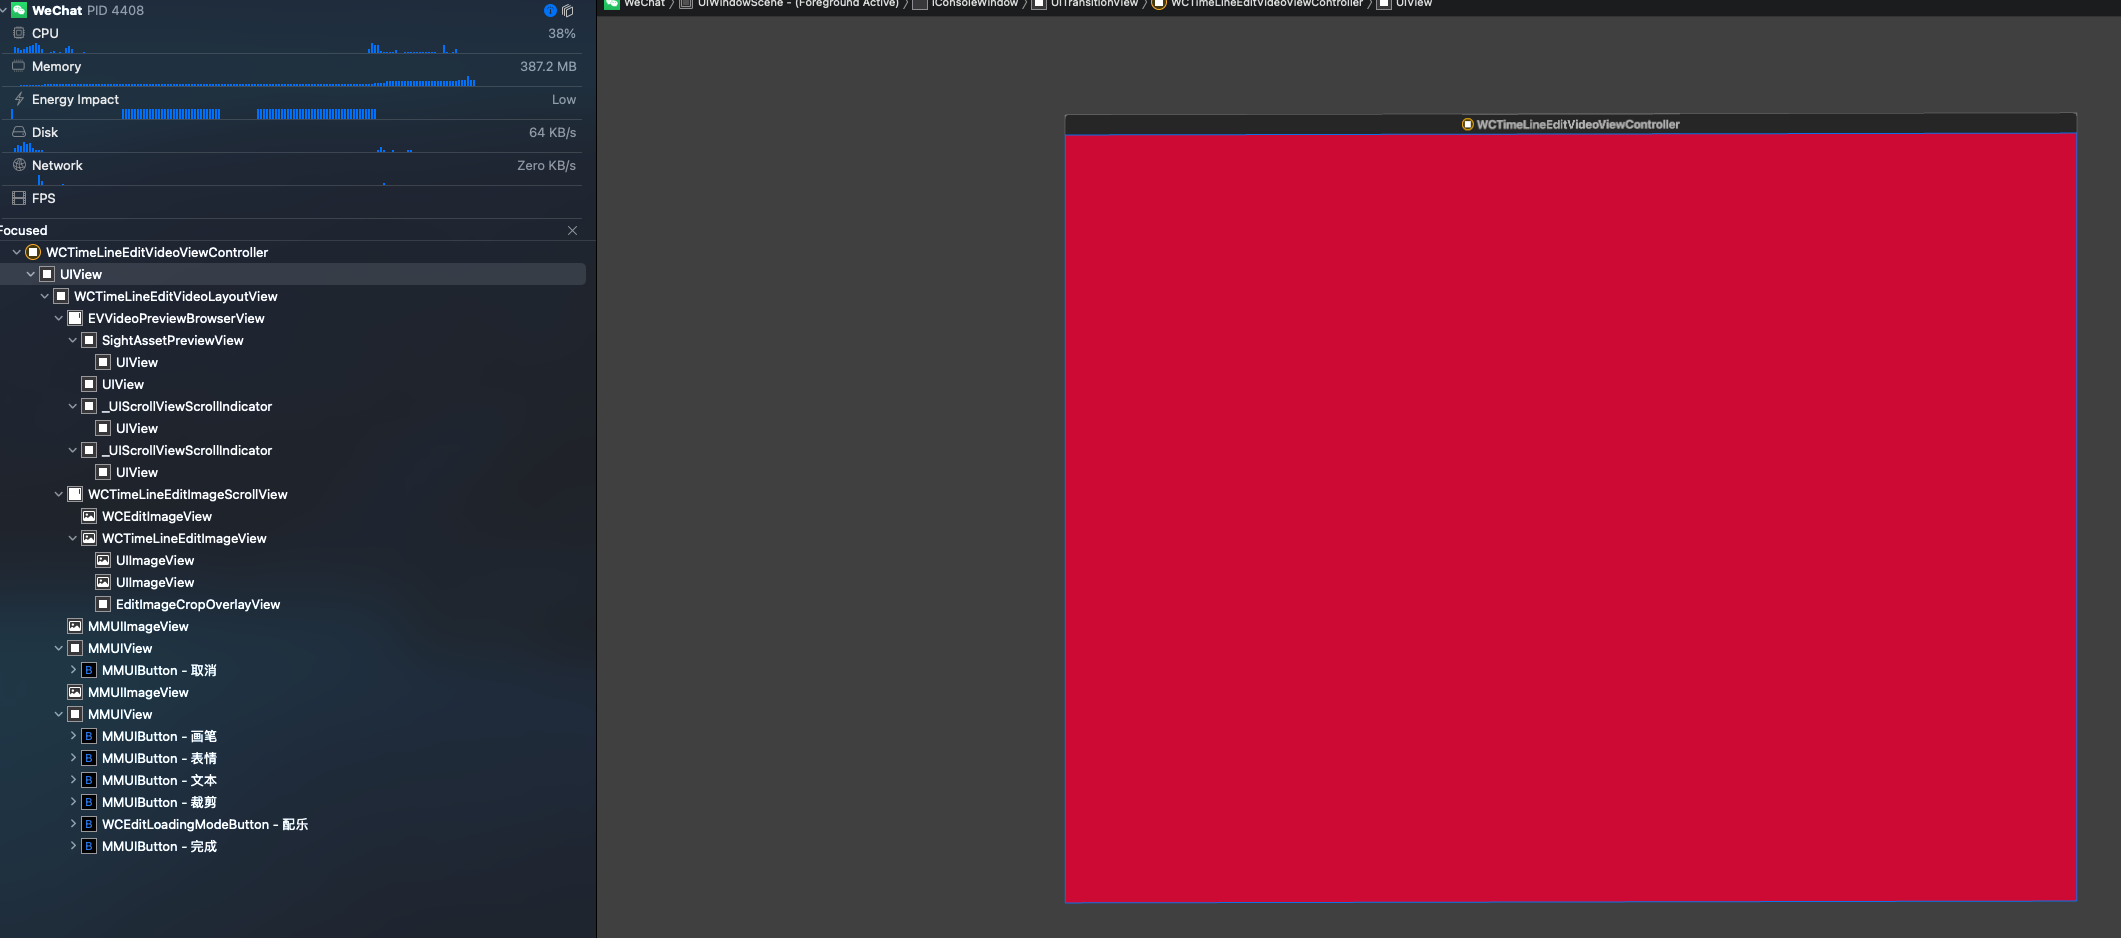 WeChat PID 4408
CPU 38%
Memory 387.2 MB
Energy Impact Low
Disk 64 KB/s
Network Zero KB/s
FPS
Focused
WCTimeLineEditVideoViewController
UIView
WCTimeLineEditVideoLayoutView
EVVideoPreviewBrowserView
SightAssetPreviewView
UIView
UIView
_UIScrollViewScrollIndicator
UIView
_UIScrollViewScrollIndicator
UIView
WCTimeLineEditImageScrollView
WCEditImageView
WCTimeLineEditImageView
UIImageView
UIImageView
EditImageCropOverlayView
MMUIImageView
MMUIView
MMUIButton - 取消
MMUIImageView
MMUIView
MMUIButton - 画笔
MMUIButton - 表情
MMUIButton - 文本
MMUIButton - 裁剪
WCEditLoadingModeButton - 配乐
MMUIButton - 完成
WeChat UIWindowScene - (Foreground Active) IConsoleWindow UITransitionView WCTimeLineEditVideoViewController UIView
WCTimeLineEditVideoViewController